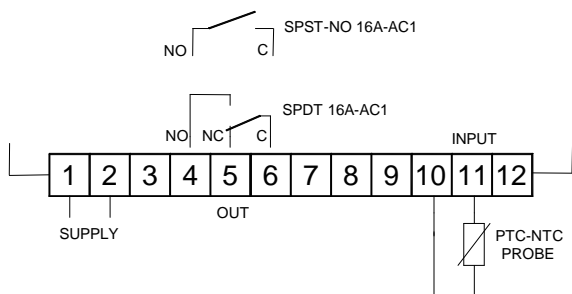 SPST-NO 16A-AC1
NO C
SPDT 16A-AC1
NO NC C
INPUT
1 2 3 4 5 6 7 8 9 10 11 12
OUT
SUPPLY
PTC-NTC
PROBE